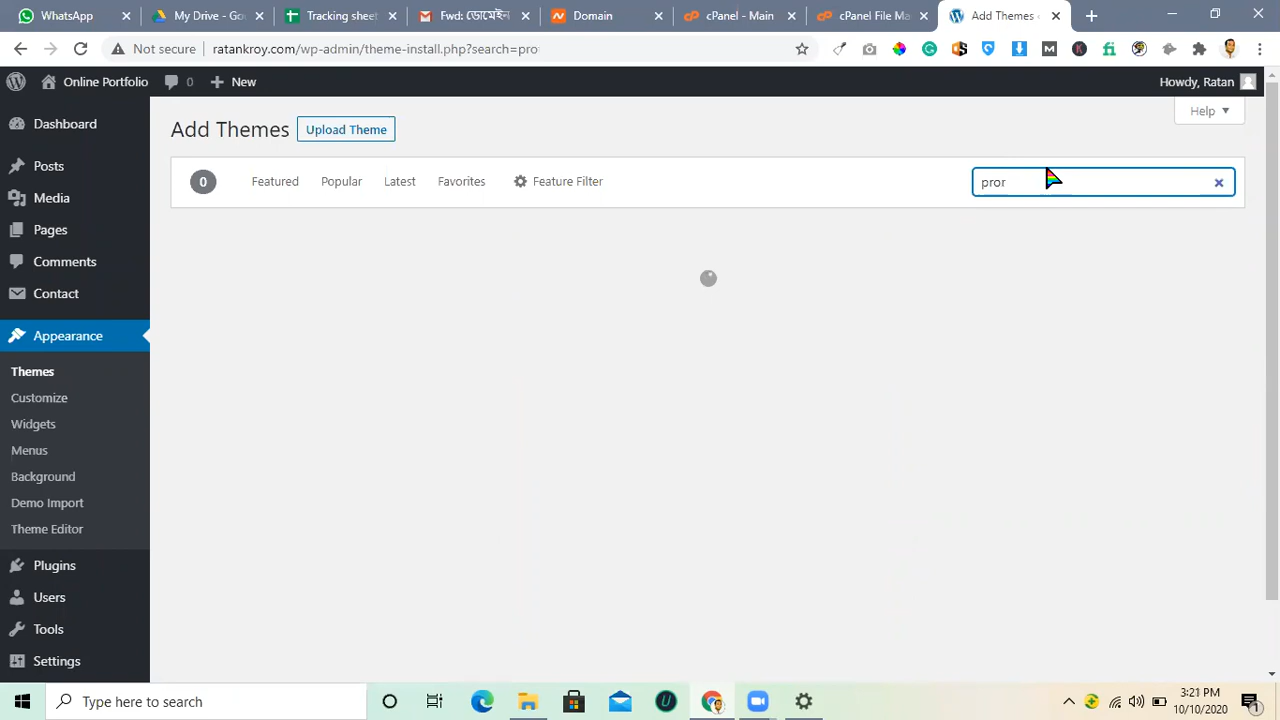 WhatsApp
My Drive - Go
Tracking sheet
Fwd: ডোমেইন
Domain
cPanel - Main
cPanel File Ma
Add Themes
Not secure
ratankroy.com/wp-admin/theme-install.php?search=pro
Online Portfolio
0
New
Howdy, Ratan
Dashboard
Posts
Media
Pages
Comments
Contact
Appearance
Themes
Customize
Widgets
Menus
Background
Demo Import
Theme Editor
Plugins
Users
Tools
Settings
Add Themes
Upload Theme
Help
0
Featured
Popular
Latest
Favorites
Feature Filter
pror
Type here to search
3:21 PM
10/10/2020